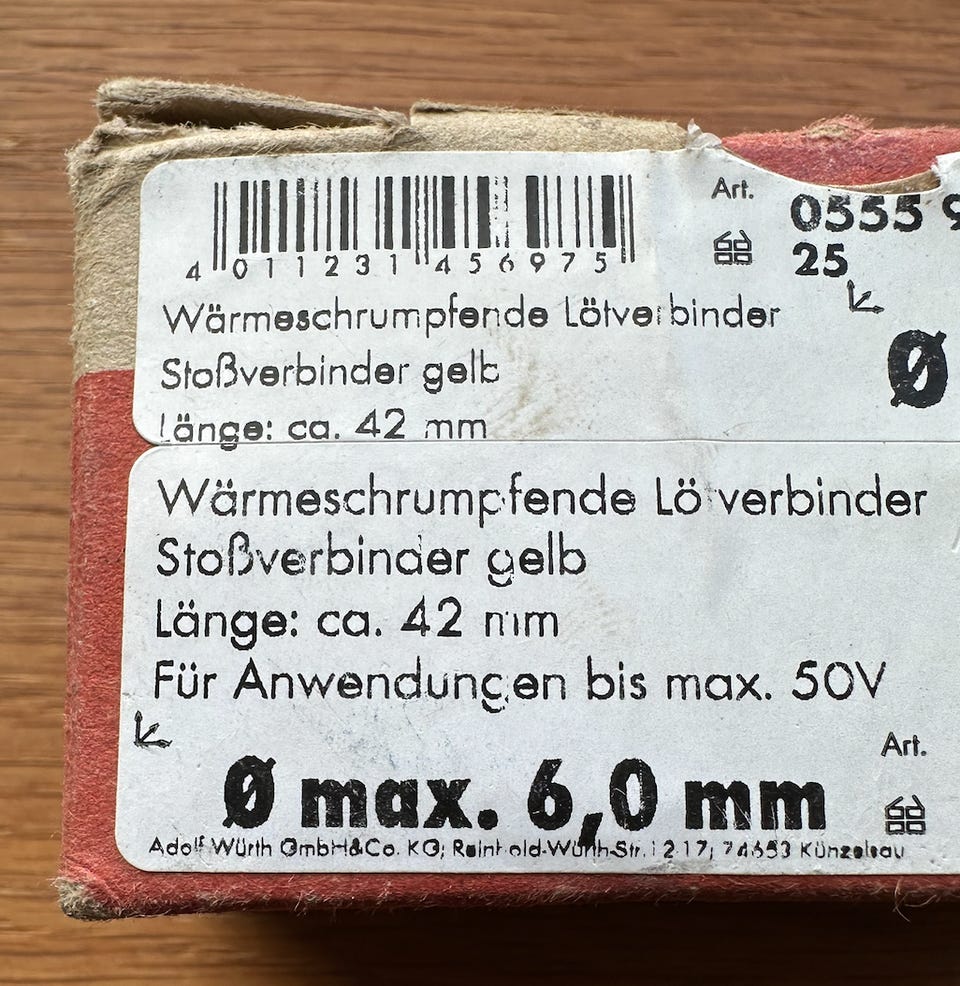 Art.
0555 9
25
4 011231 456975
Wärmeschrumpfende Lötverbinder
Stoßverbinder gelb
Länge: ca. 42 mm
Ø
Wärmeschrumpfende Lötverbinder
Stoßverbinder gelb
Länge: ca. 42 mm
Für Anwendungen bis max. 50V
Art.
Ø max. 6,0 mm
Adolf Würth GmbH&Co. KG; Reinhold-Würth-Str. 12-17; 74653 Künzelsau